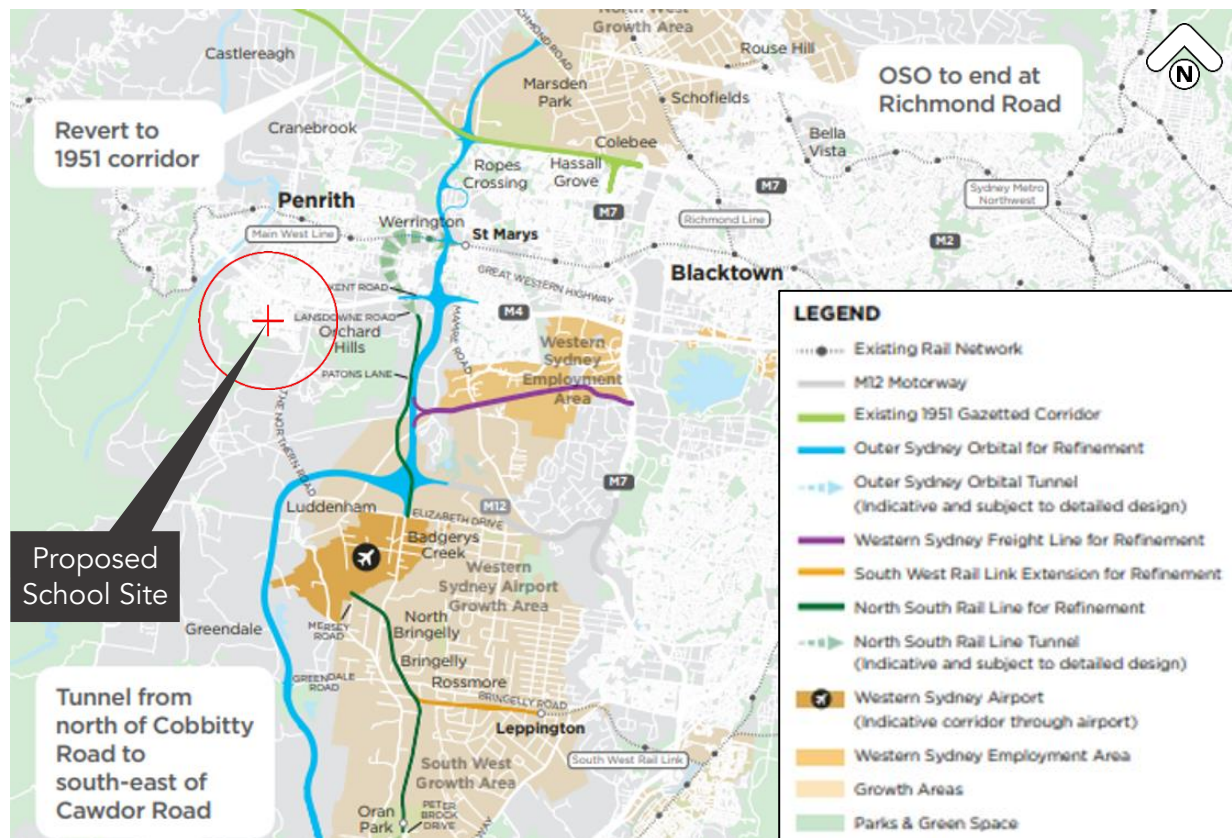 North West
Growth Area
Castlereagh
RICHMOND ROAD
Rouse Hill
Marsden
Park
Schofields
OSO to end at
Richmond Road
N
Revert to
1951 corridor
Cranebrook
Colebee
Bella
Vista
Ropes
Crossing
Hassall
Grove
M7
Sydney Metro
Northwest
Penrith
M7
Richmond Line
Werrington
Main West Line
St Marys
M2
Blacktown
GREAT WESTERN HIGHWAY
KENT ROAD
LANSDOWNE ROAD
M4
Orchard
Hills
MAMRE ROAD
Western
Sydney
Employment
Area
PATONS LANE
THE NORTHERN ROAD
M7
Luddenham
M12
ELIZABETH DRIVE
Badgerys
Creek
Proposed
School Site
Western
Sydney Airport
Growth Area
Greendale
MERSEY
ROAD
North
Bringelly
Bringelly
GREENDALE
ROAD
Rossmore
BRINGELLY ROAD
Leppington
Tunnel from
north of Cobbitty
Road to
south-east of
Cawdor Road
South West
Growth Area
South West Rail Link
Oran
Park
PETER
BROCK
DRIVE
LEGEND
Existing Rail Network
M12 Motorway
Existing 1951 Gazetted Corridor
Outer Sydney Orbital for Refinement
Outer Sydney Orbital Tunnel
(Indicative and subject to detailed design)
Western Sydney Freight Line for Refinement
South West Rail Link Extension for Refinement
North South Rail Line for Refinement
North South Rail Line Tunnel
(Indicative and subject to detailed design)
Western Sydney Airport
(Indicative corridor through airport)
Western Sydney Employment Area
Growth Areas
Parks & Green Space